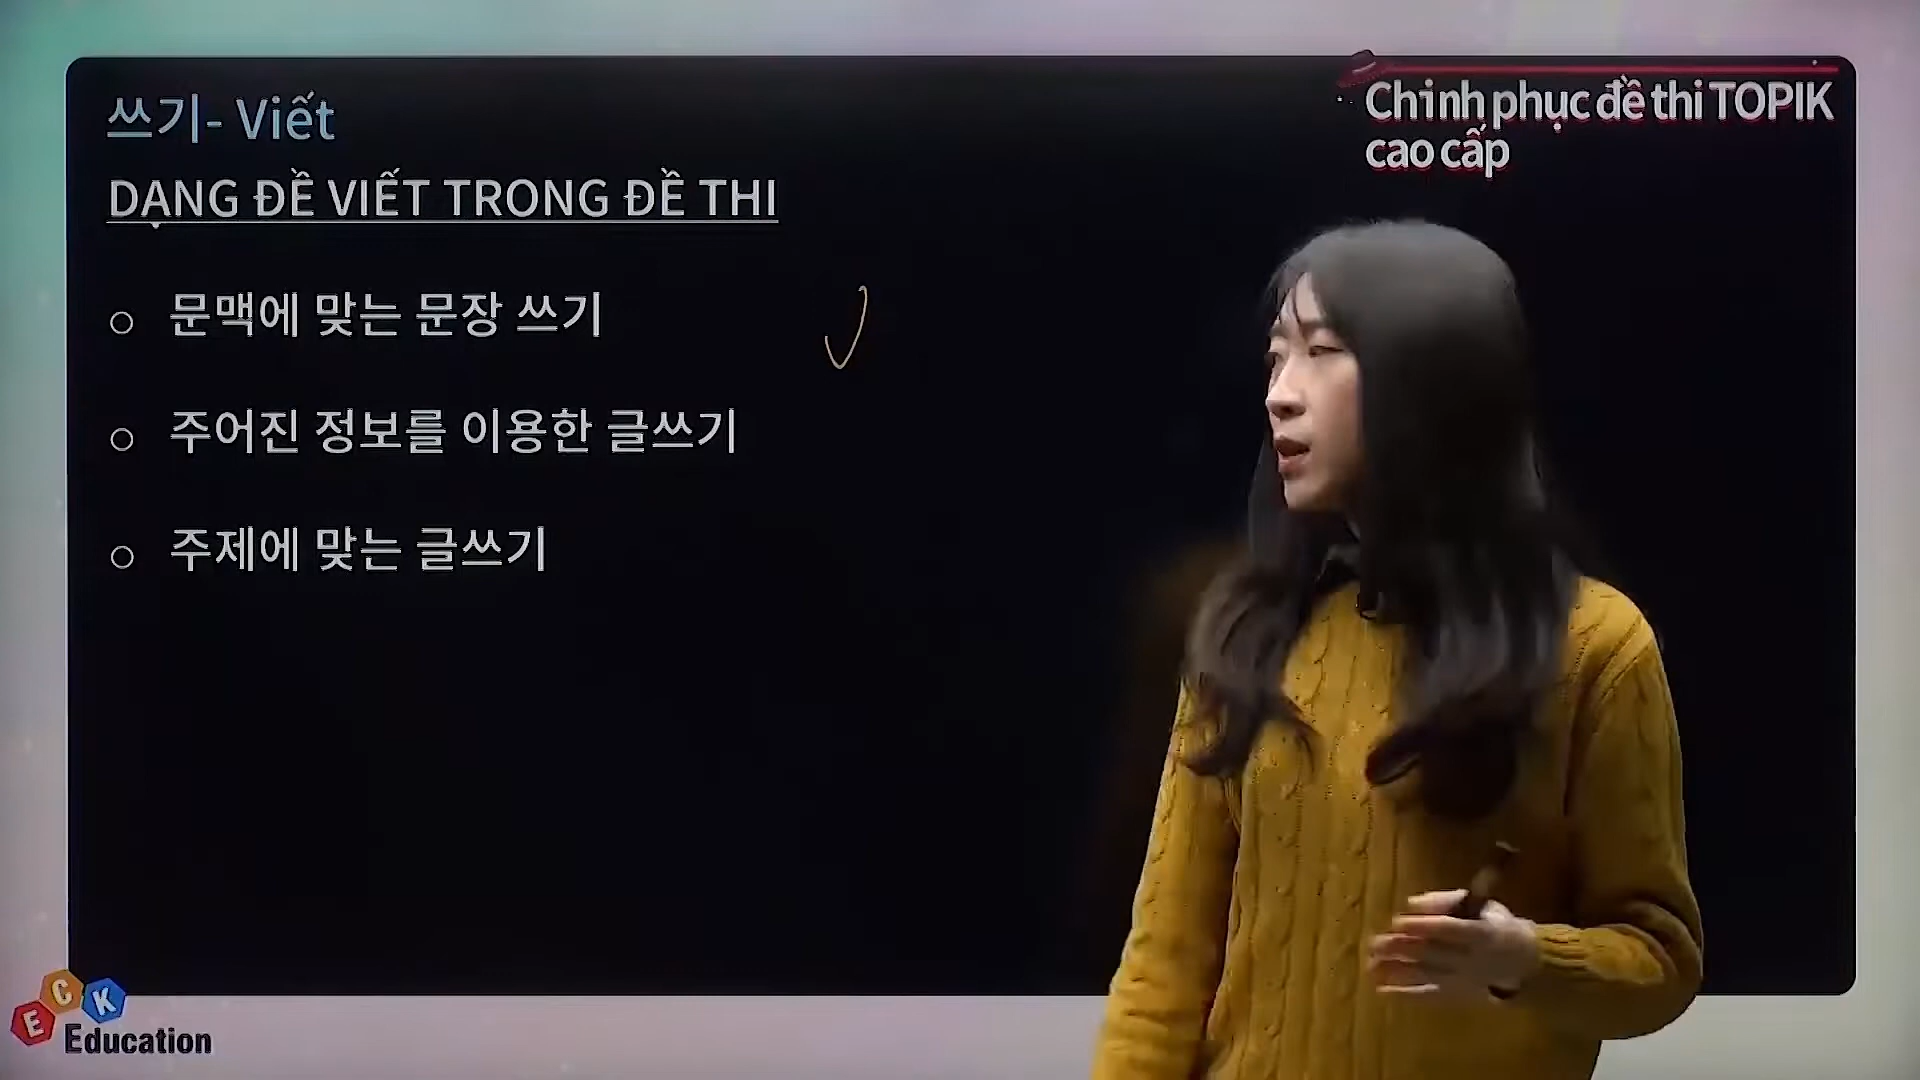 쓰기- Viết
Chinh phục đề thi TOPIK
cao cấp
DẠNG ĐỀ VIẾT TRONG ĐỀ THI
문맥에 맞는 문장 쓰기
주어진 정보를 이용한 글쓰기
주제에 맞는 글쓰기
ECK
Education